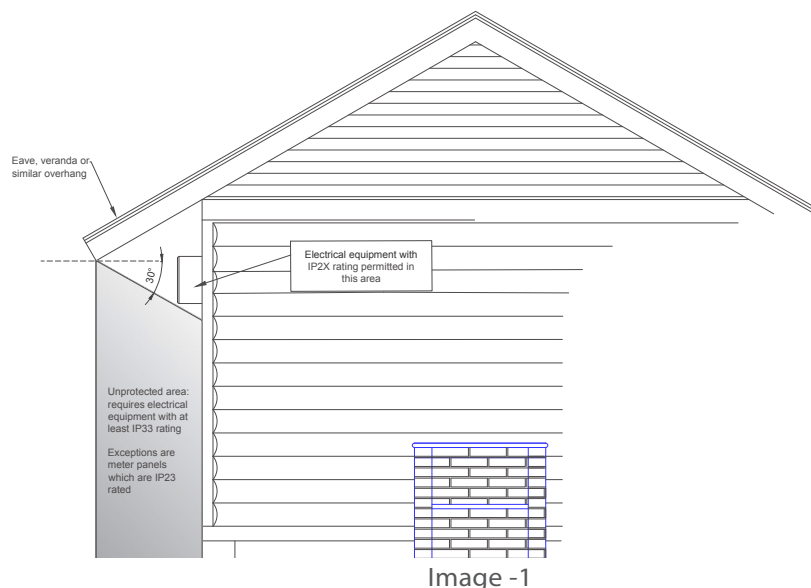 Eave, veranda or
similar overhang
Electrical equipment with
IP2X rating permitted in
this area
30°
Unprotected area:
requires electrical
equipment with at
least IP33 rating
Exceptions are
meter panels
which are IP23
rated
Image -1